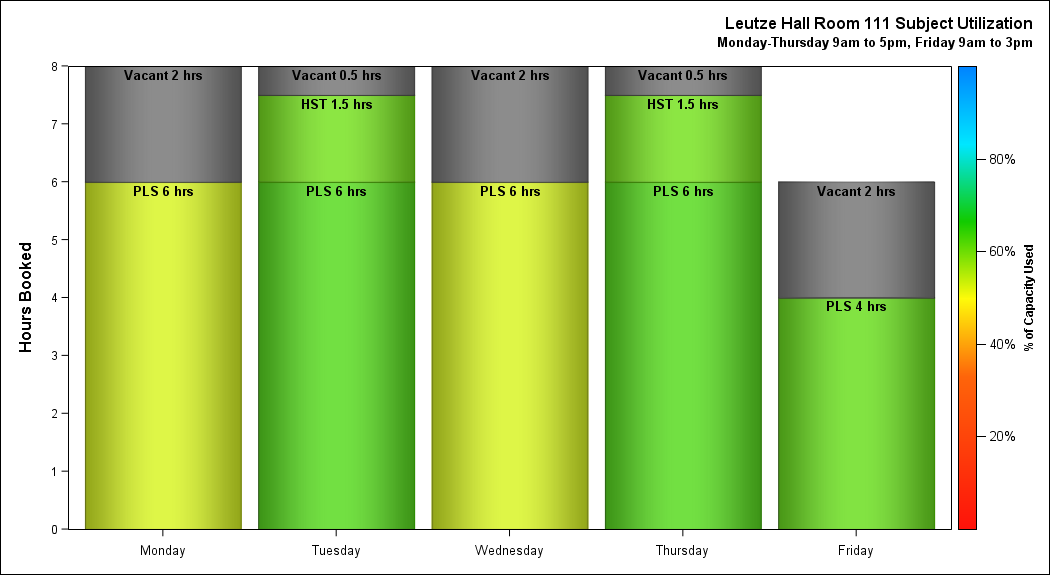 Leutze Hall Room 111 Subject Utilization
Monday-Thursday 9am to 5pm, Friday 9am to 3pm
Hours Booked
8
7
6
5
4
3
2
1
0
Vacant 2 hrs
PLS 6 hrs
Vacant 0.5 hrs
HST 1.5 hrs
PLS 6 hrs
Vacant 2 hrs
PLS 6 hrs
Vacant 0.5 hrs
HST 1.5 hrs
PLS 6 hrs
Vacant 2 hrs
PLS 4 hrs
Monday
Tuesday
Wednesday
Thursday
Friday
80%
60%
40%
20%
% of Capacity Used